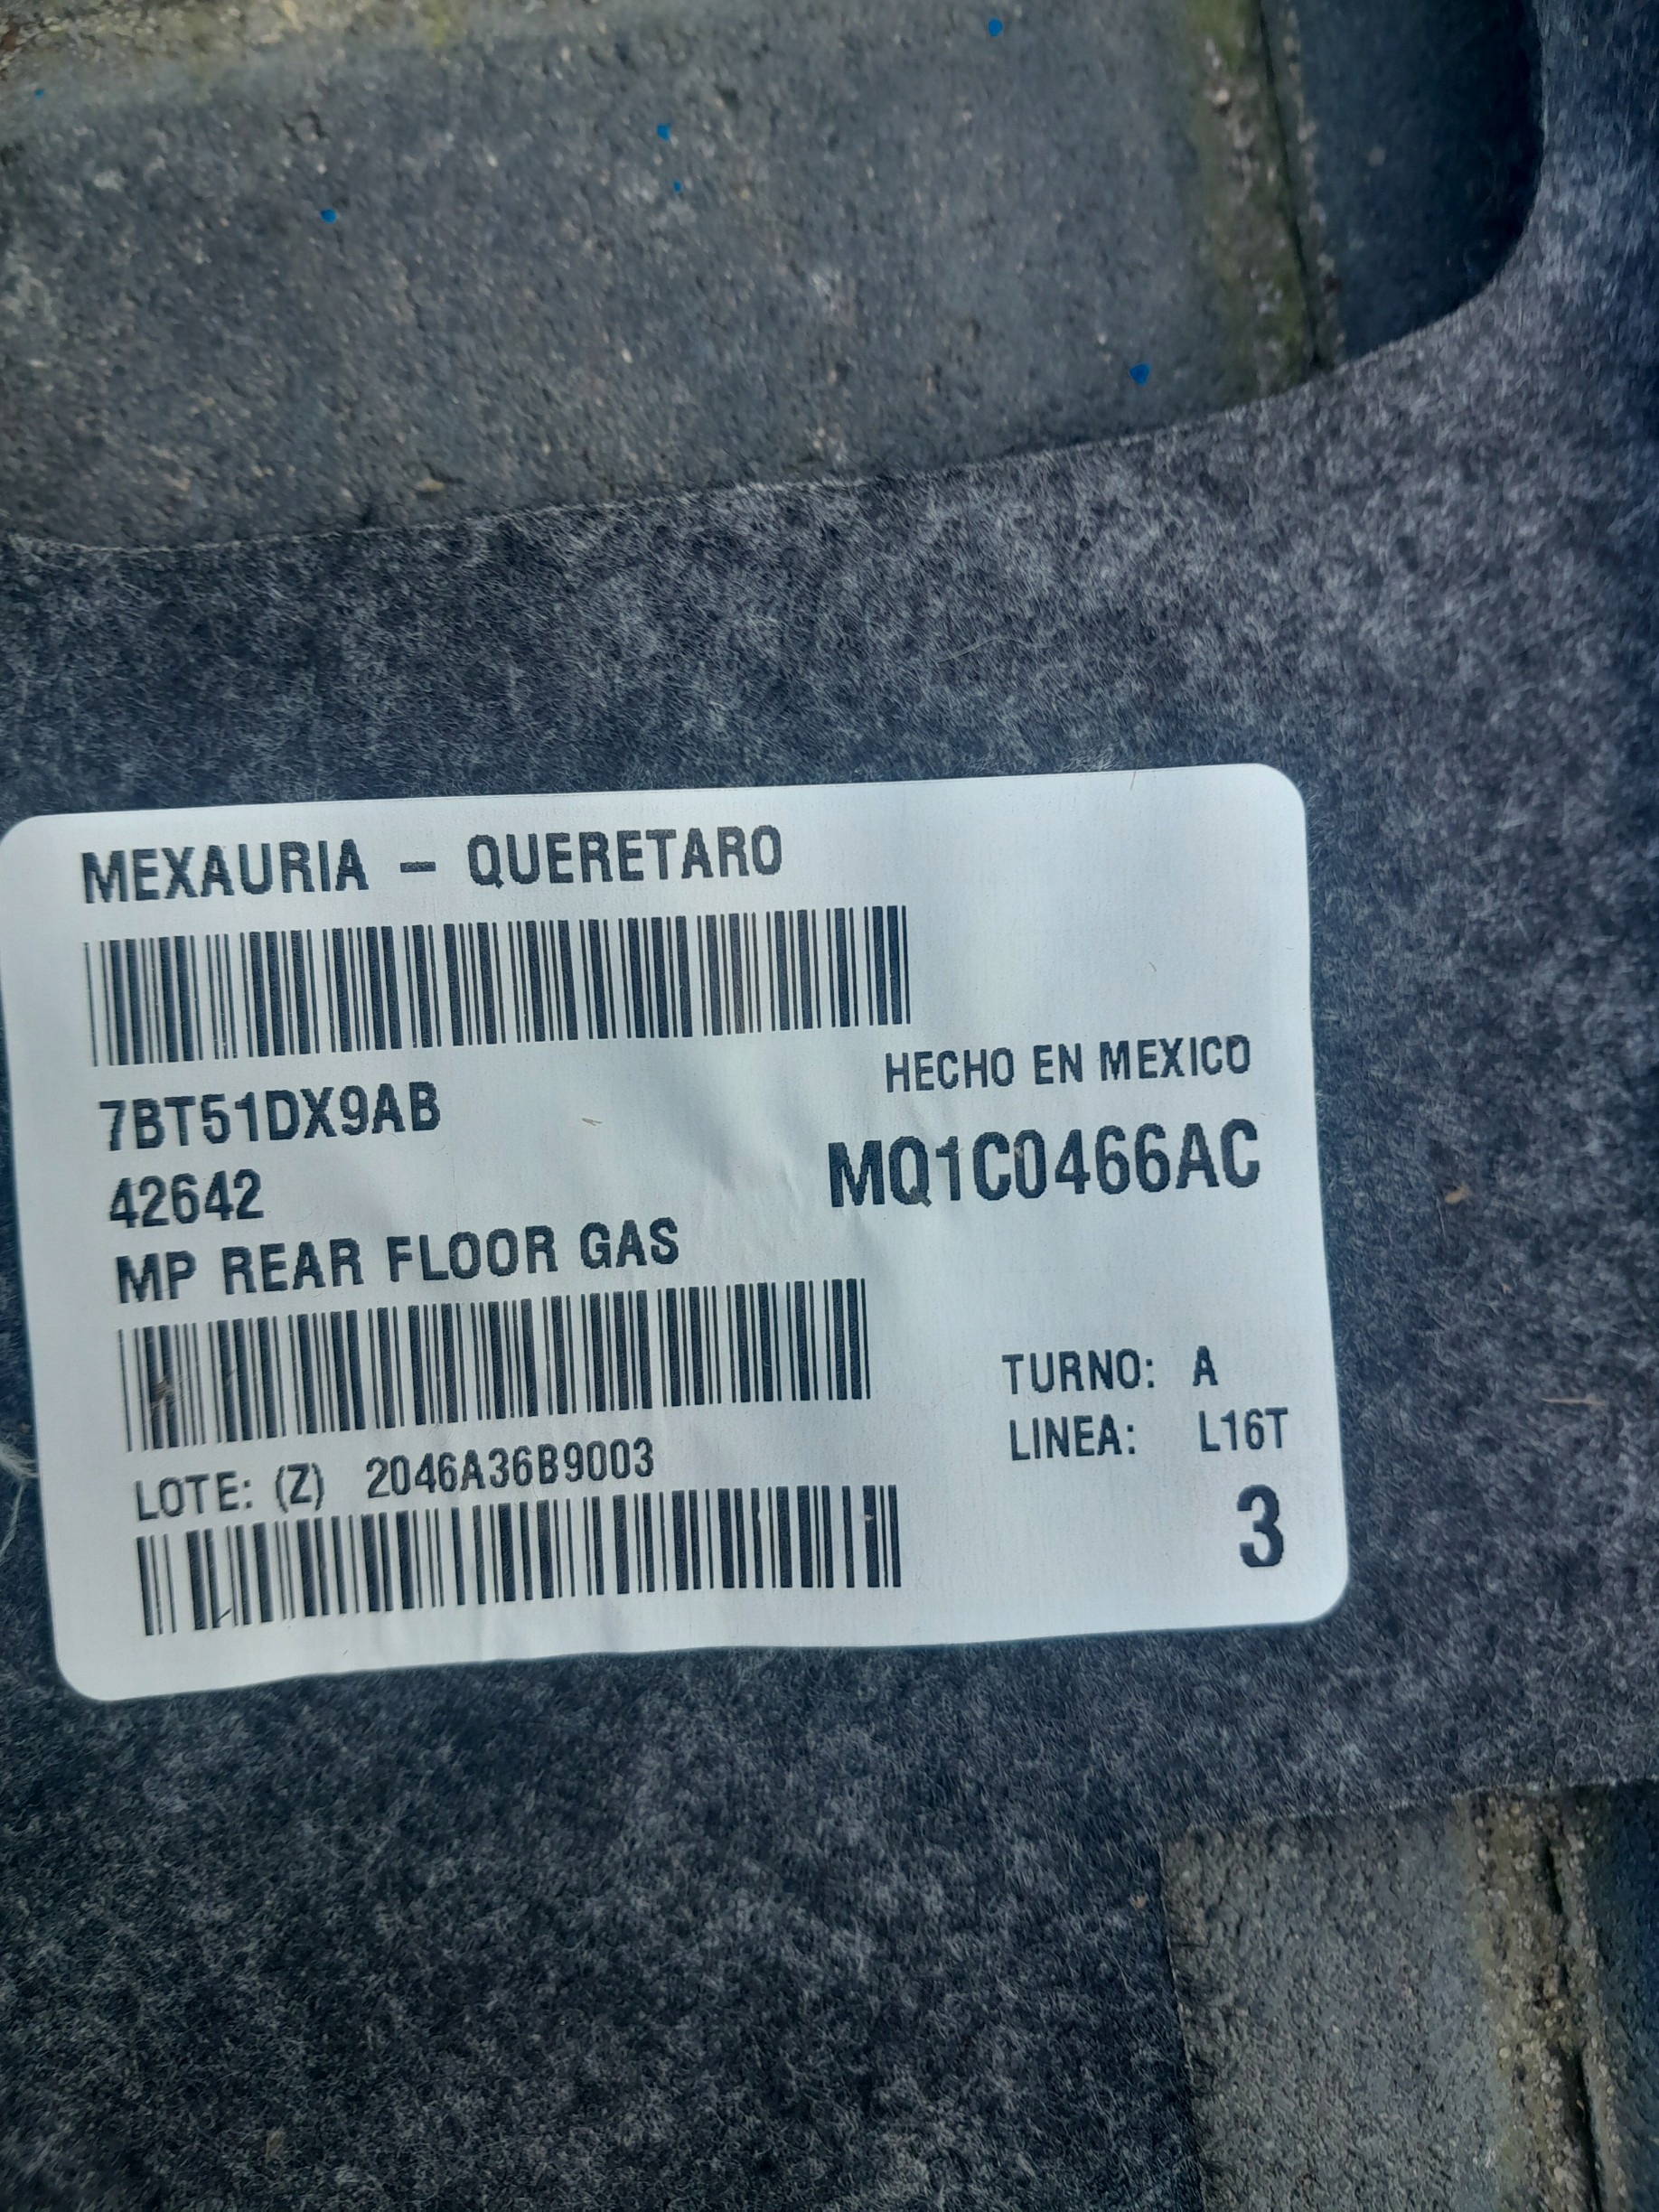 MEXAURIA - QUERETARO
HECHO EN MEXICO
7BT51DX9AB
MQ1C0466AC
42642
MP REAR FLOOR GAS
TURNO: A
LINEA: L16T
LOTE: (Z) 2046A36B9003
3